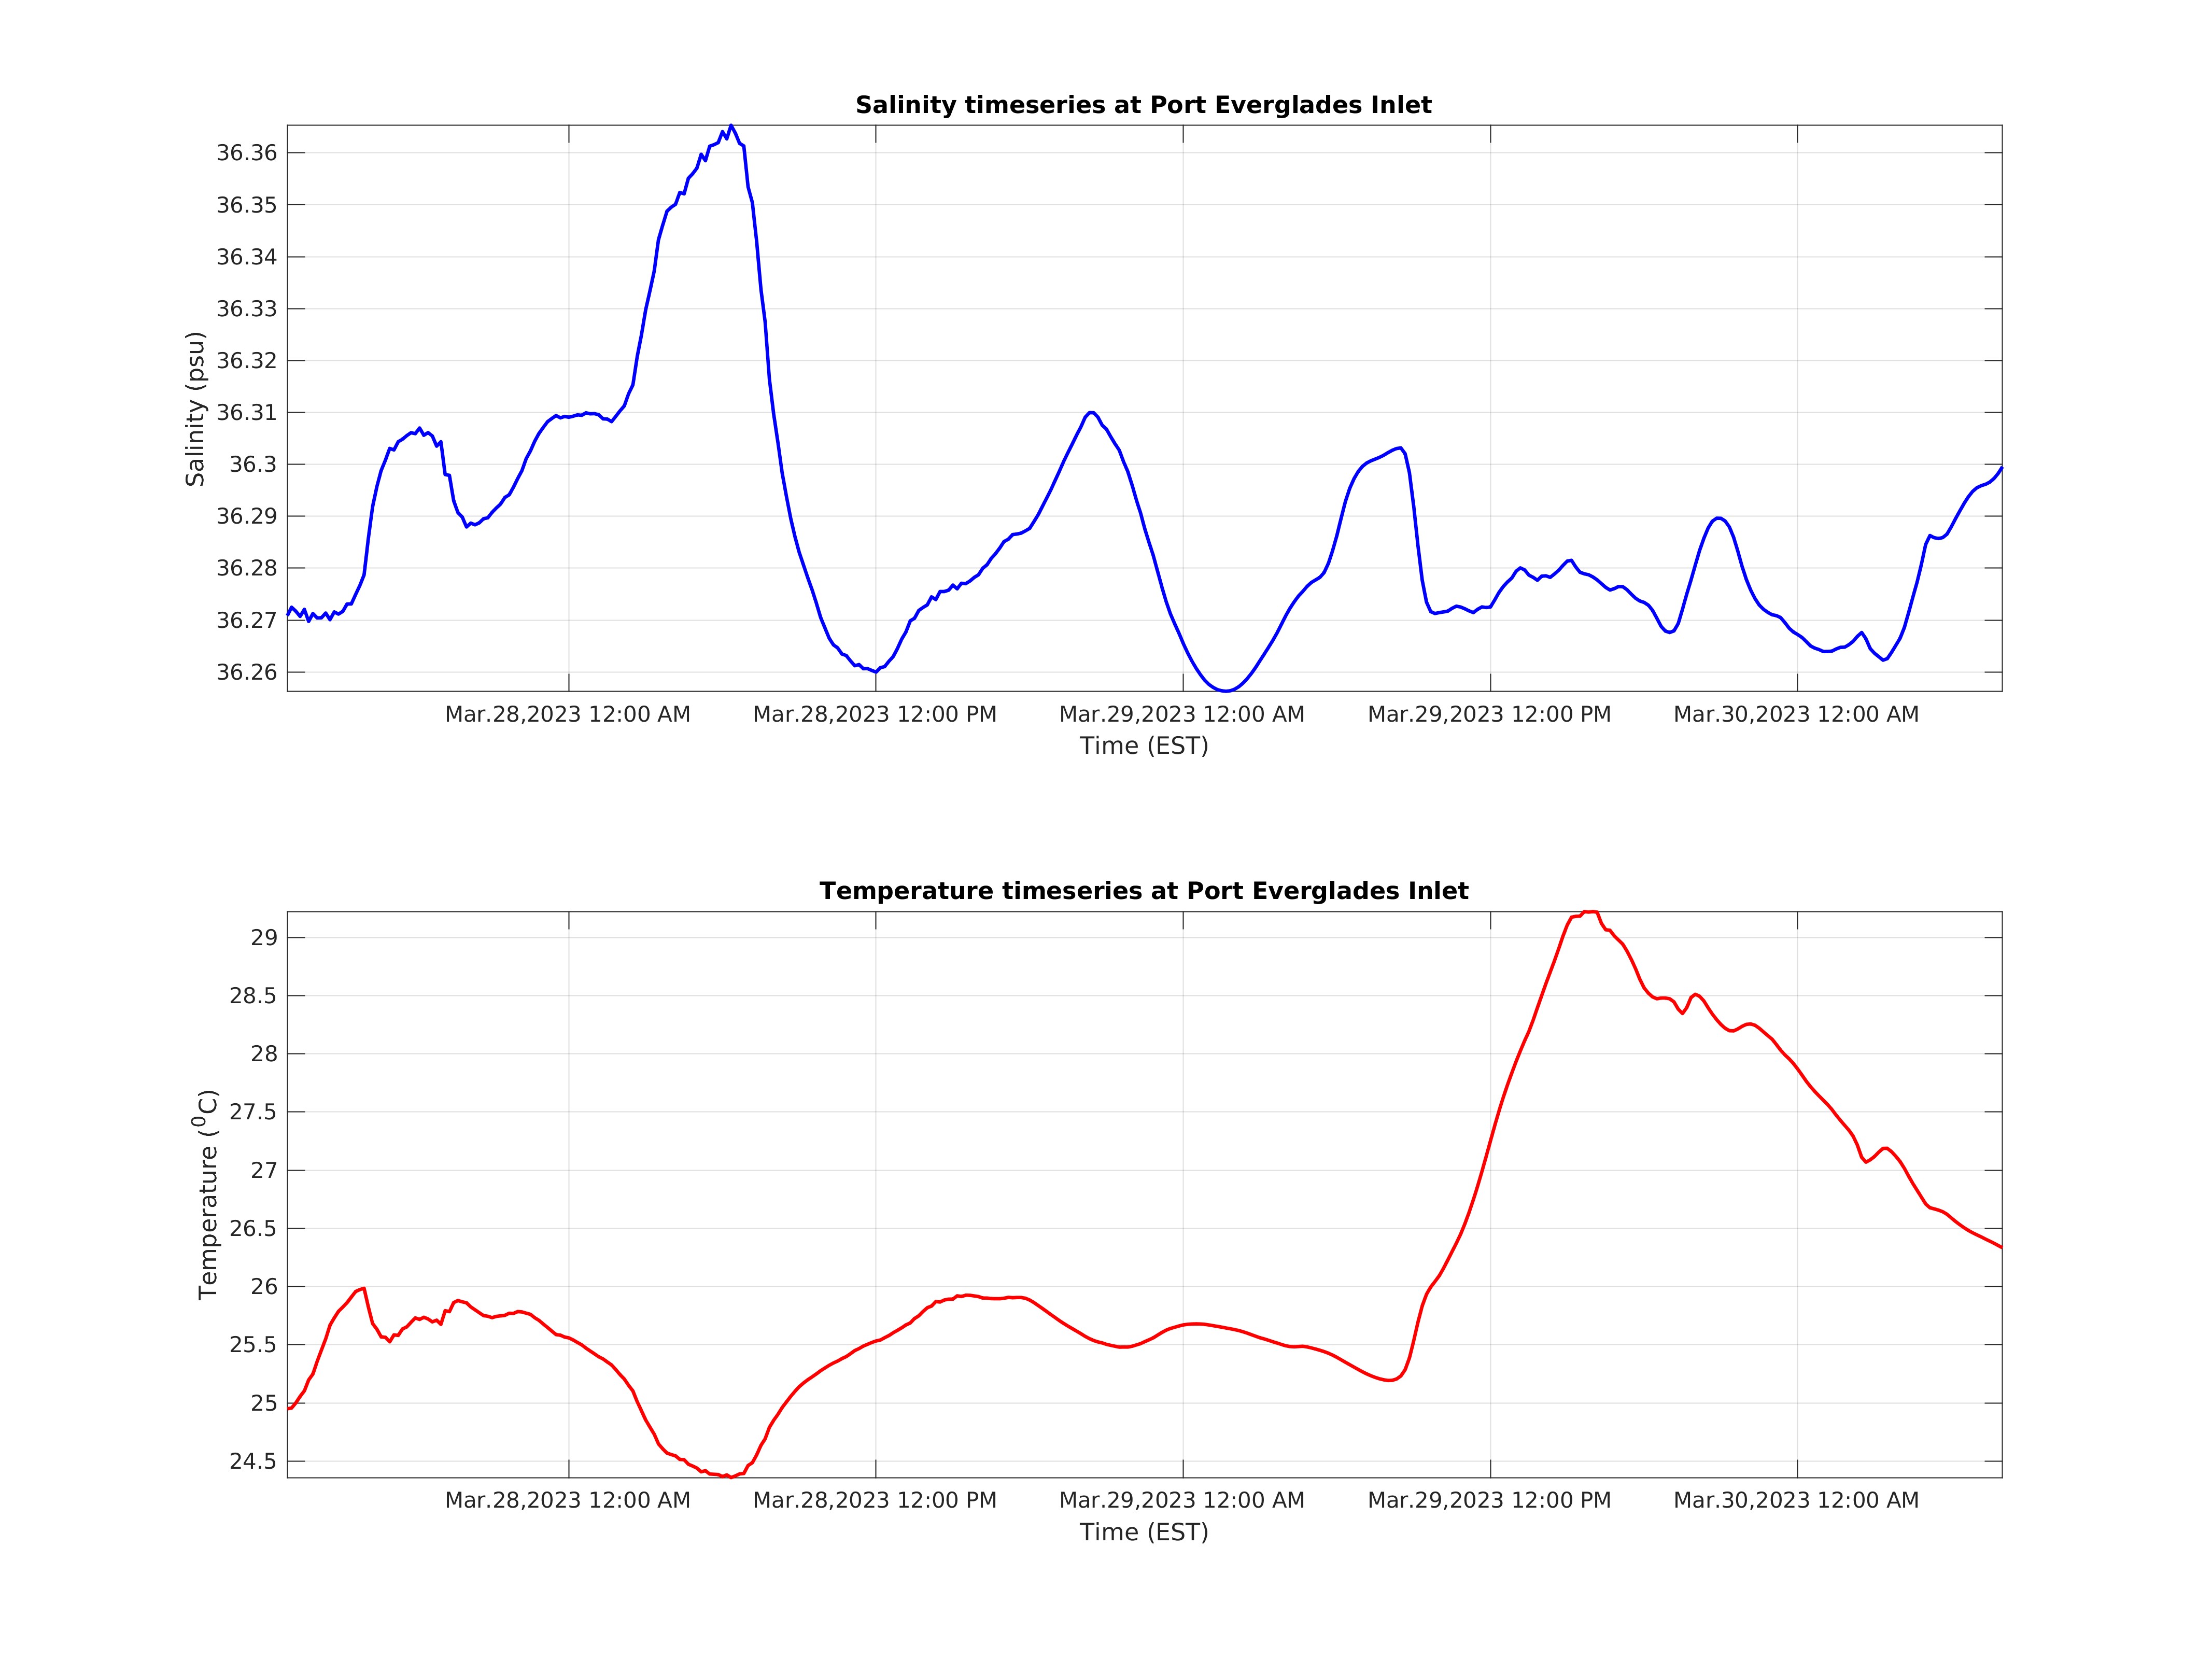 Salinity timeseries at Port Everglades Inlet
36.36
36.35
36.34
36.33
36.32
36.31
36.3
36.29
36.28
36.27
36.26
Salinity (psu)
Mar.28,2023 12:00 AM Mar.28,2023 12:00 PM Mar.29,2023 12:00 AM Mar.29,2023 12:00 PM Mar.30,2023 12:00 AM
Time (EST)
Temperature timeseries at Port Everglades Inlet
29
28.5
28
27.5
27
26.5
26
25.5
25
24.5
Temperature (⁰C)
Mar.28,2023 12:00 AM Mar.28,2023 12:00 PM Mar.29,2023 12:00 AM Mar.29,2023 12:00 PM Mar.30,2023 12:00 AM
Time (EST)